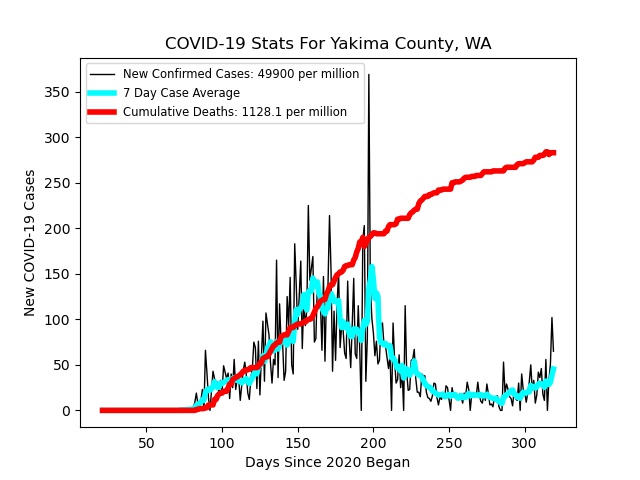 COVID-19 Stats For Yakima County, WA
New Confirmed Cases: 49900 per million
7 Day Case Average
Cumulative Deaths: 1128.1 per million
New COVID-19 Cases
350
300
250
200
150
100
50
0
50 100 150 200 250 300
Days Since 2020 Began